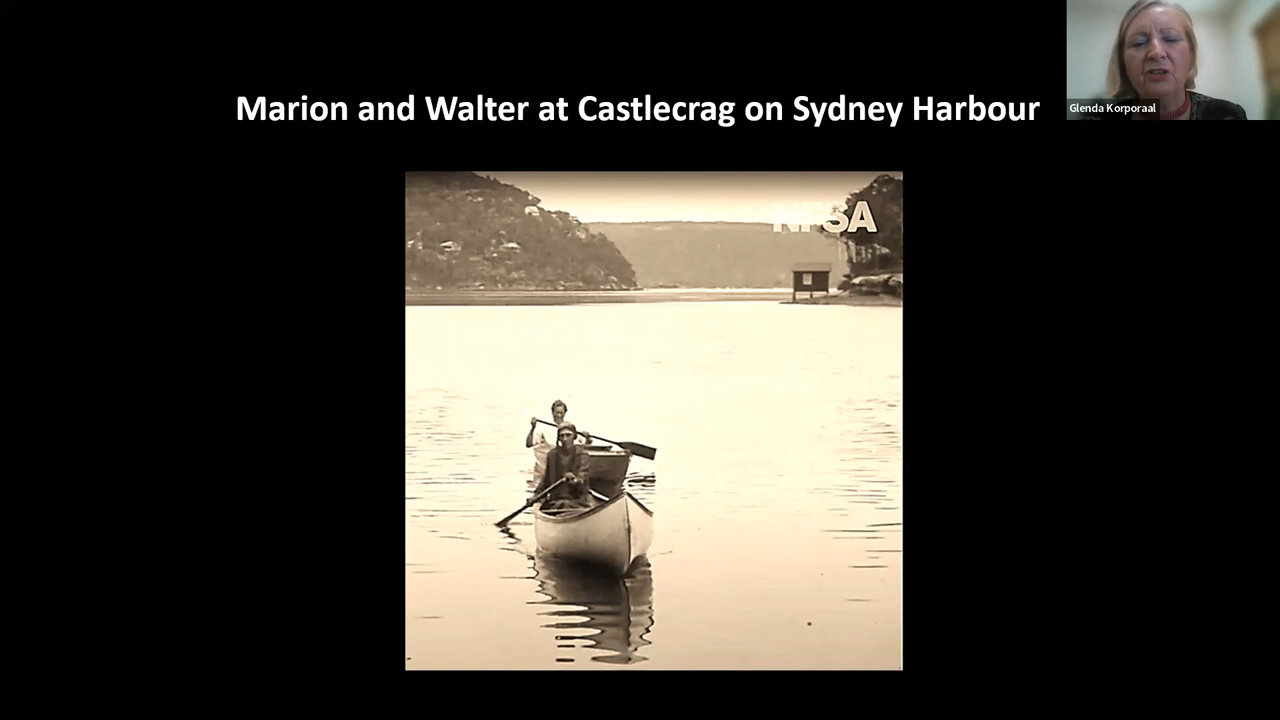 Marion and Walter at Castlecrag on Sydney Harbour
Glenda Korporaal
NFSA